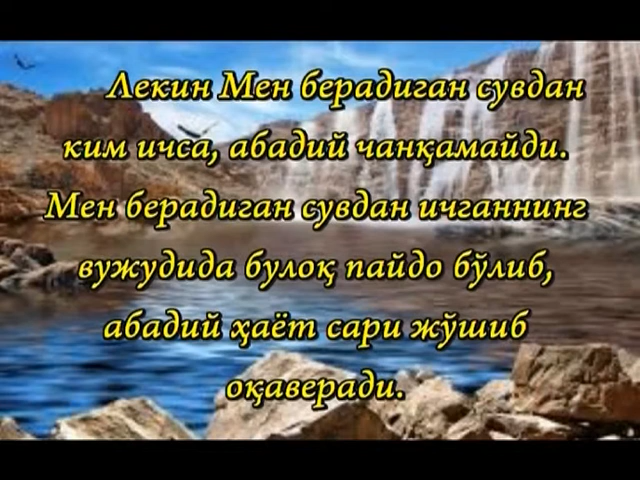 Лекин Мен берадиган сувдан
ким ичса, абадий чанқамайди.
Мен берадиган сувдан ичганнинг
вужудида булоқ пайдо бўлиб,
абадий ҳаёт сари жўшиб
оқаверади.